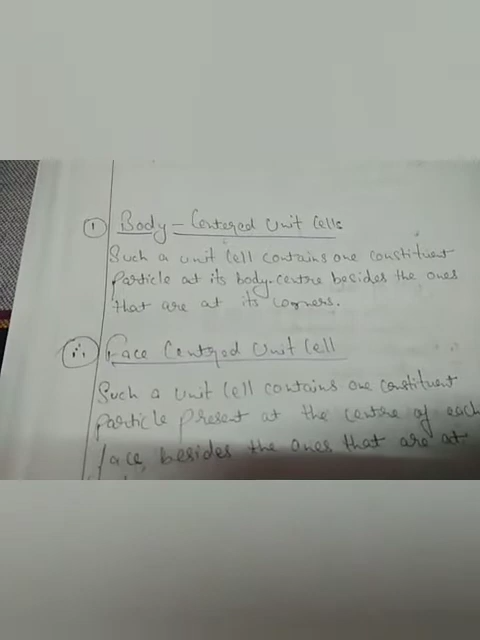 ① Body-Centered Unit Cells
Such a unit cell contains one constituent
Particle at its body-centre besides the ones
that are at its corners.
Face Centred Unit Cell
Such a unit cell contains one constituent
particle present at the centre of each
face, besides the ones that are at